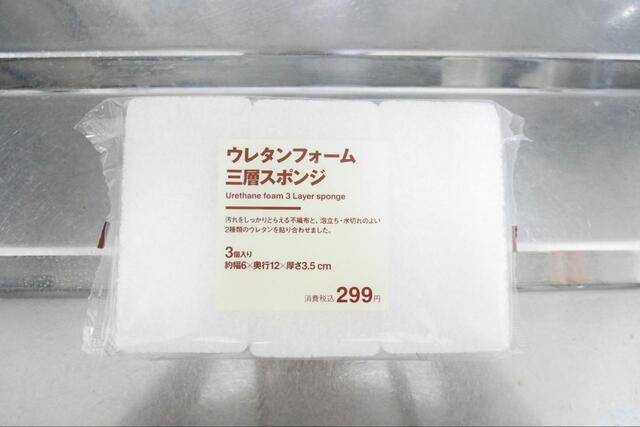 ウレタンフォーム
三層スポンジ
Urethane foam 3 Layer sponge
汚れをしっかりとらえる不織布と、泡立ち・水切れのよい
2種類のウレタンを貼り合わせました。
3個入り
約幅6×奥行12×厚さ3.5 cm
消費税込 299円